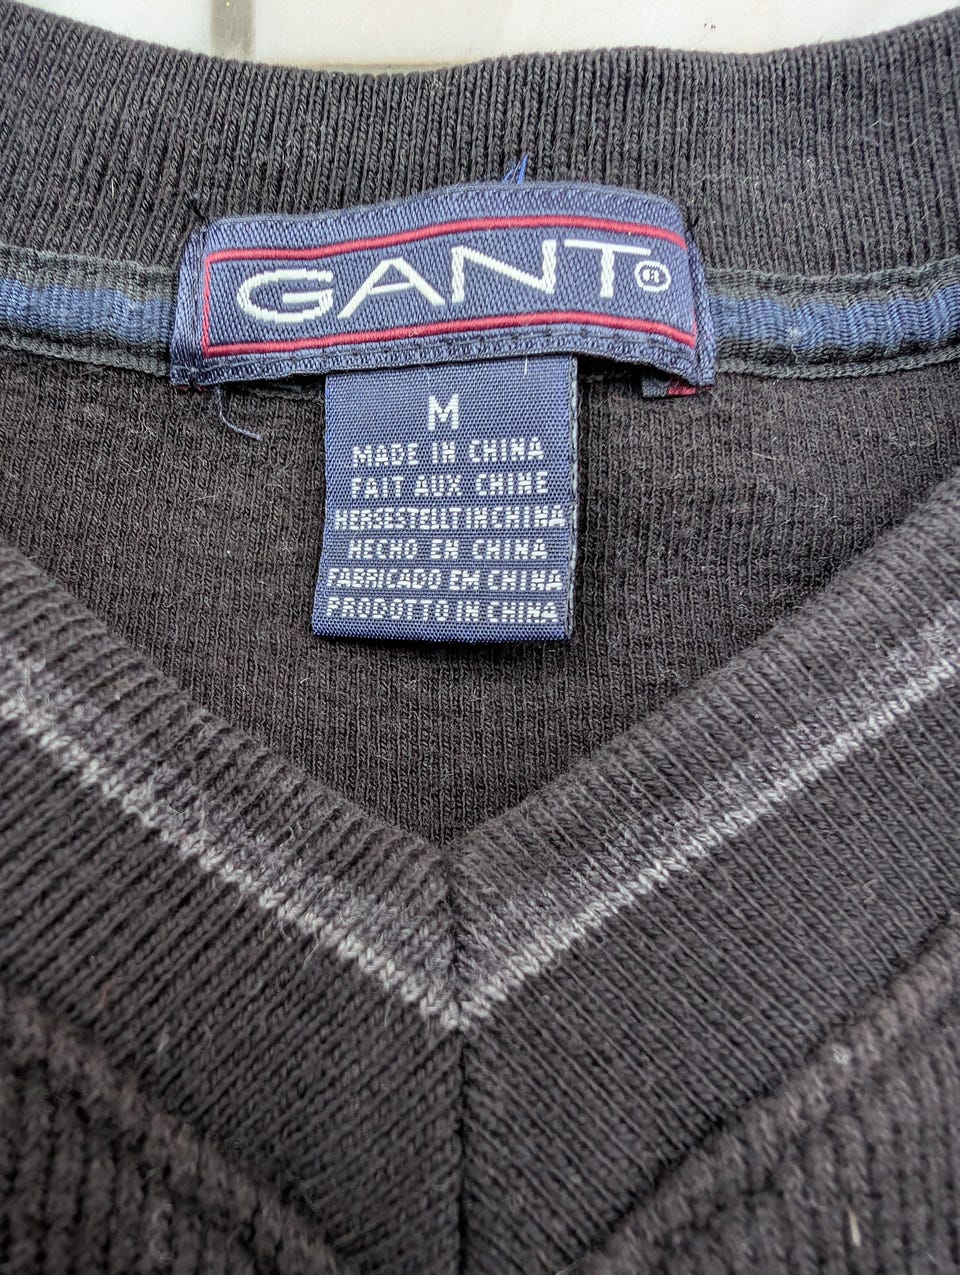 GANT®
M
MADE IN CHINA
FAIT AUX CHINE
HERGESTELLT IN CHINA
HECHO EN CHINA
FABRICADO EM CHINA
PRODOTTO IN CHINA